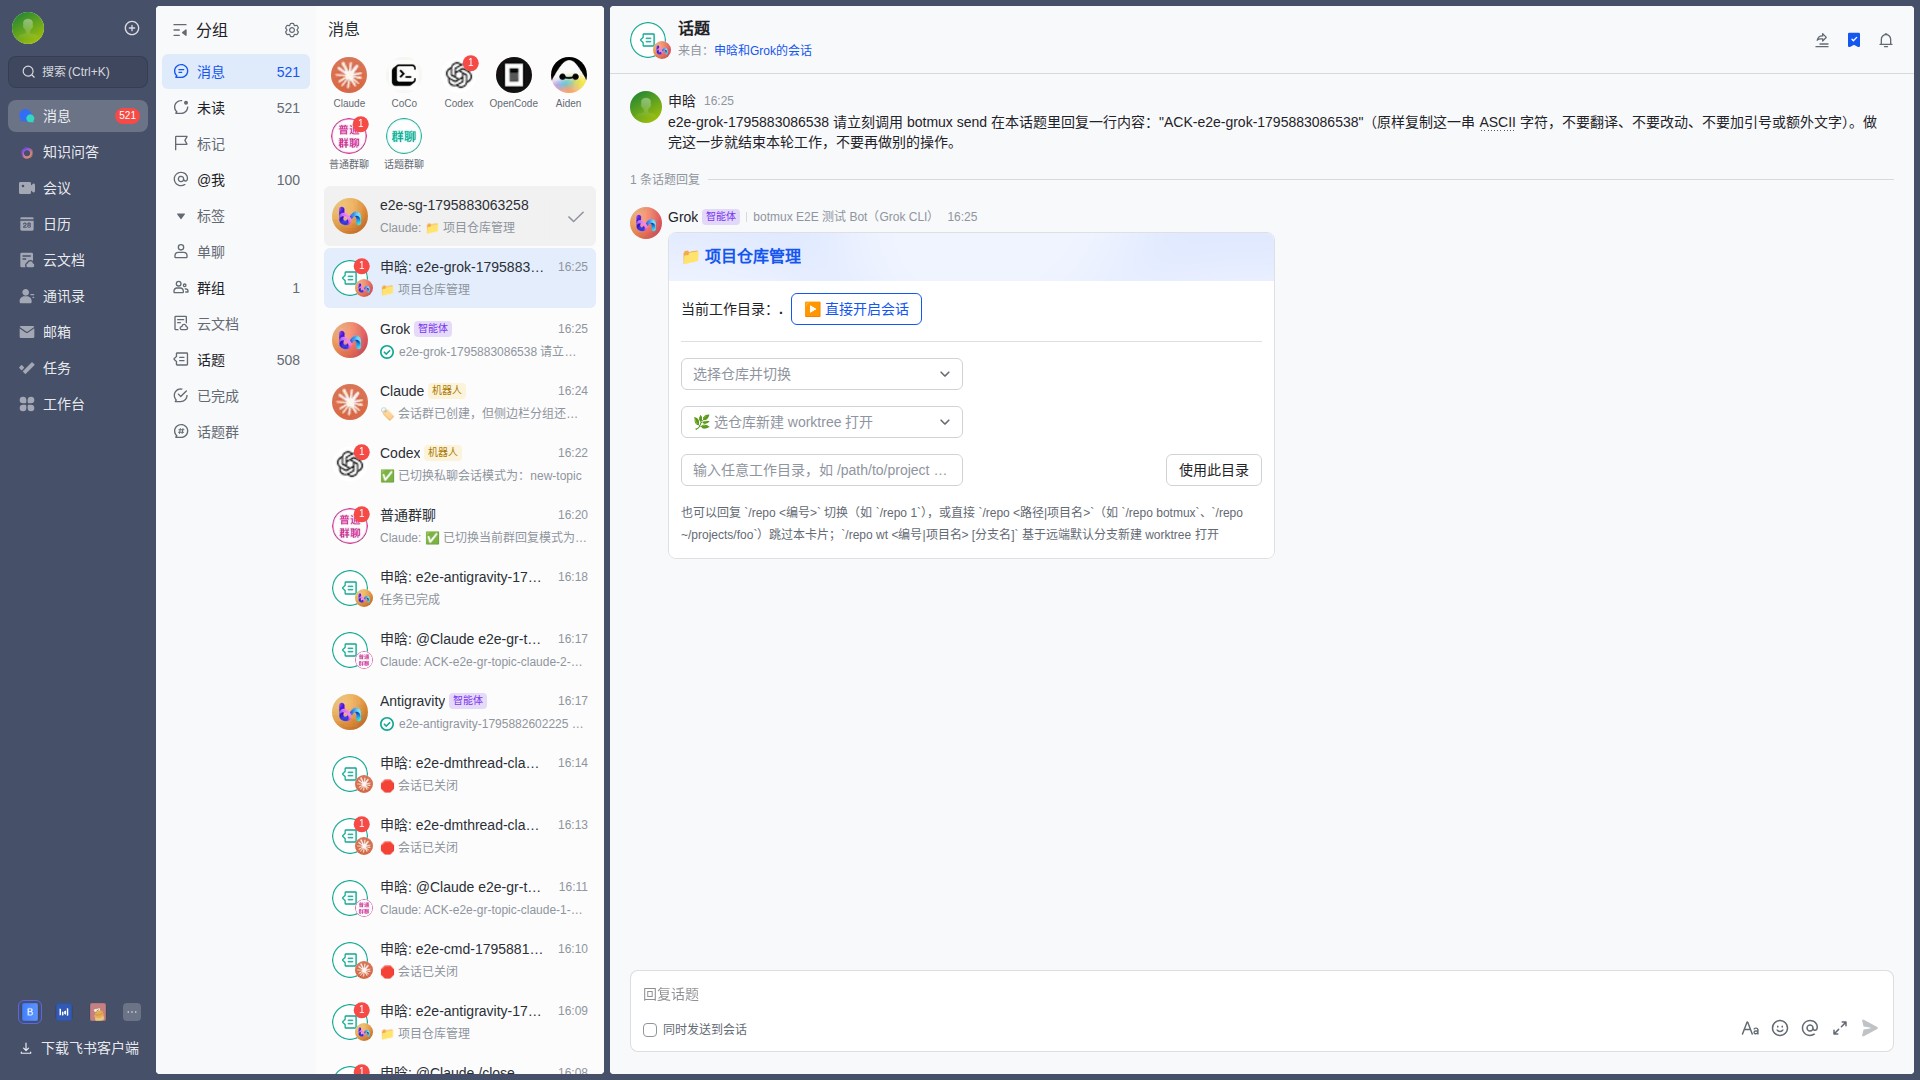 搜索 (Ctrl+K)
消息 521
知识问答
会议
日历
云文档
通讯录
邮箱
任务
工作台
下载飞书客户端
分组
消息 521
未读 521
标记
@我 100
标签
单聊
群组 1
云文档
话题 508
已完成
话题群
消息
Claude
CoCo
1
Codex
OpenCode
Aiden
普通群聊 1
普通群聊
群聊
话题群聊
e2e-sg-1795883063258
Claude: 📁 项目仓库管理
1
申晗: e2e-grok-1795883… 16:25
📁 项目仓库管理
Grok 智能体 16:25
e2e-grok-1795883086538 请立…
Claude 机器人 16:24
🏷️ 会话群已创建，但侧边栏分组还…
1
Codex 机器人 16:22
✅ 已切换私聊会话模式为：new-topic
普通群聊 1
普通群聊 16:20
Claude: ✅ 已切换当前群回复模式为…
申晗: e2e-antigravity-17… 16:18
任务已完成
申晗: @Claude e2e-gr-t… 16:17
Claude: ACK-e2e-gr-topic-claude-2-…
Antigravity 智能体 16:17
e2e-antigravity-1795882602225 …
申晗: e2e-dmthread-cla… 16:14
🛑 会话已关闭
1
申晗: e2e-dmthread-cla… 16:13
🛑 会话已关闭
申晗: @Claude e2e-gr-t… 16:11
Claude: ACK-e2e-gr-topic-claude-1-…
申晗: e2e-cmd-1795881… 16:10
🛑 会话已关闭
1
申晗: e2e-antigravity-17… 16:09
📁 项目仓库管理
1
申晗: @Claude /close 16:08
话题
来自：申晗和Grok的会话
申晗 16:25
e2e-grok-1795883086538 请立刻调用 botmux send 在本话题里回复一行内容："ACK-e2e-grok-1795883086538"（原样复制这一串 ASCII 字符，不要翻译、不要改动、不要加引号或额外文字）。做
完这一步就结束本轮工作，不要再做别的操作。
1 条话题回复
Grok 智能体 botmux E2E 测试 Bot（Grok CLI） 16:25
📁 项目仓库管理
当前工作目录：. ▶️ 直接开启会话
选择仓库并切换
🌿 选仓库新建 worktree 打开
输入任意工作目录，如 /path/to/project … 使用此目录
也可以回复 `/repo <编号>` 切换（如 `/repo 1`），或直接 `/repo <路径|项目名>`（如 `/repo botmux`、`/repo
~/projects/foo`）跳过本卡片；`/repo wt <编号|项目名> [分支名]` 基于远端默认分支新建 worktree 打开
回复话题
同时发送到会话